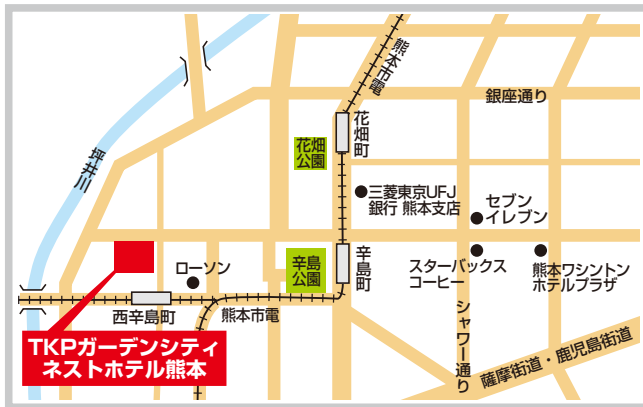 熊本市電
銀座通り
花畑町
花畑
公園
坪井川
三菱東京UFJ
銀行 熊本支店
セブン
イレブン
辛島町
辛島
公園
ローソン
スターバックス
コーヒー
熊本ワシントン
ホテルプラザ
西辛島町
熊本市電
シャワー通り
薩摩街道・鹿児島街道
TKPガーデンシティ
ネストホテル熊本